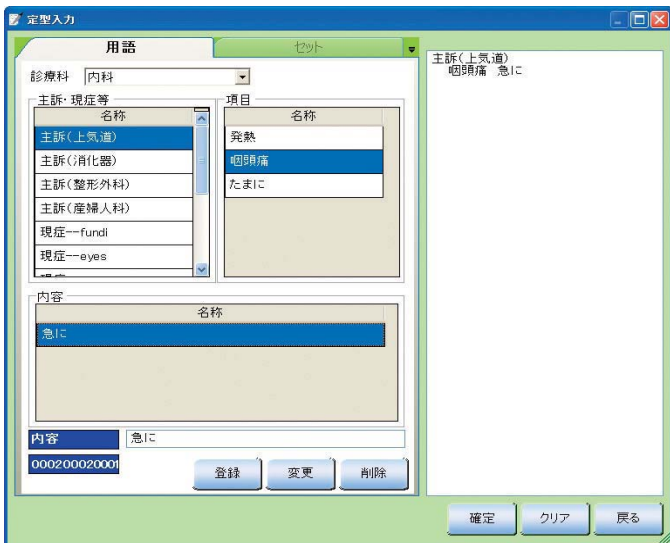 定型入力
用語
セット
診療科 内科
主訴・現症等
名称
主訴(上気道)
主訴(消化器)
主訴(整形外科)
主訴(産婦人科)
現症--fundi
現症--eyes
項目
名称
発熱
咽頭痛
たまに
内容
名称
急に
内容 急に
000200020001
登録 変更 削除
主訴(上気道)
咽頭痛 急に
確定 クリア 戻る